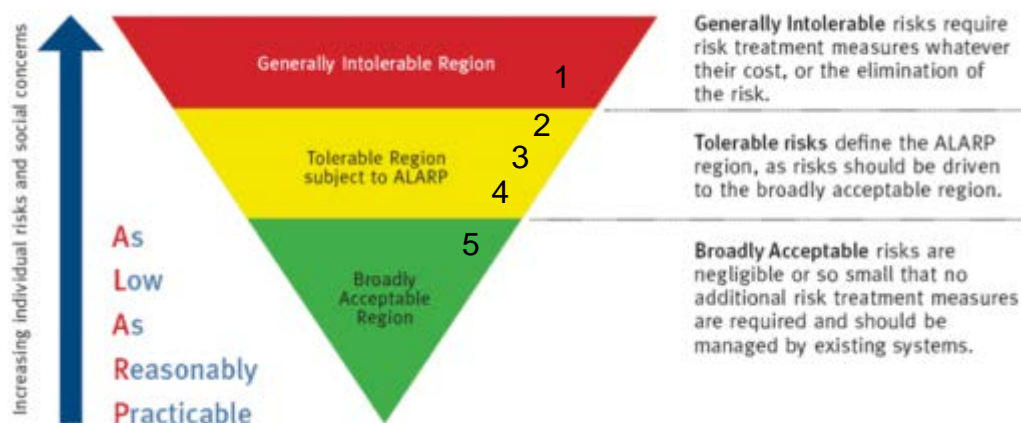 Increasing individual risks and social concerns
Generally Intolerable Region
1
2
Tolerable Region
subject to ALARP
3
4
5
Broadly
Acceptable
Region
As
Low
As
Reasonably
Practicable
Generally Intolerable risks require
risk treatment measures whatever
their cost, or the elimination of
the risk.
Tolerable risks define the ALARP
region, as risks should be driven
to the broadly acceptable region.
Broadly Acceptable risks are
negligible or so small that no
additional risk treatment measures
are required and should be
managed by existing systems.